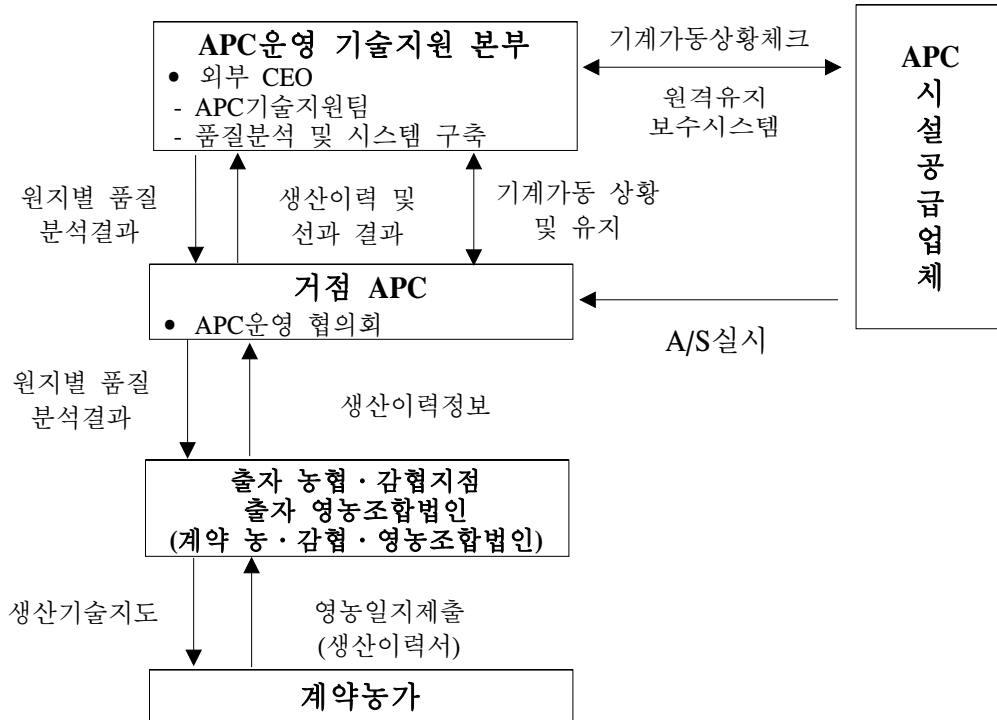 APC운영 기술지원 본부
• 외부 CEO
- APC기술지원팀
- 품질분석 및 시스템 구축
기계가동상황체크
원격유지
보수시스템
APC
시
설
공
급
업
체
원지별 품질
분석결과
생산이력 및
선과 결과
기계가동 상황
및 유지
거점 APC
• APC운영 협의회
A/S실시
원지별 품질
분석결과
생산이력정보
출자 농협·감협지점
출자 영농조합법인
(계약 농·감협·영농조합법인)
생산기술지도
영농일지제출
(생산이력서)
계약농가